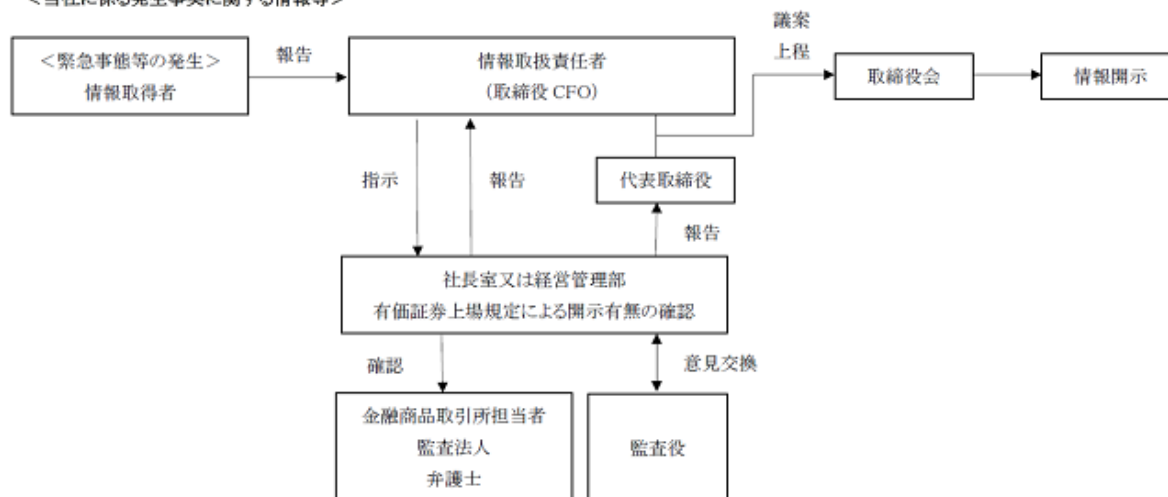 ＜当社に係る発生事実に関する情報等＞
議案
上程
＜緊急事態等の発生＞
情報取得者
報告
情報取扱責任者
（取締役 CFO）
取締役会
情報開示
指示
報告
代表取締役
報告
社長室又は経営管理部
有価証券上場規定による開示有無の確認
確認
意見交換
金融商品取引所担当者
監査法人
弁護士
監査役